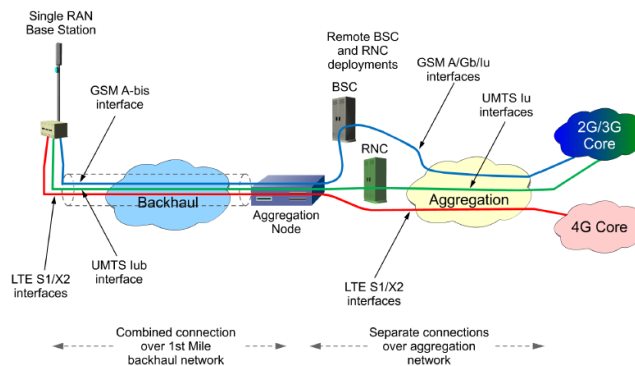 Single RAN
Base Station
GSM A-bis
interface
Remote BSC
and RNC
deployments
BSC
GSM A/Gb/Iu
interfaces
UMTS Iu
interfaces
RNC
2G/3G
Core
Backhaul
Aggregation
Node
Aggregation
4G Core
LTE S1/X2
interfaces
UMTS Iub
interface
LTE S1/X2
interfaces
Combined connection
over 1st Mile
backhaul network
Separate connections
over aggregation
network